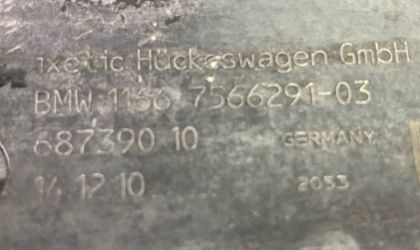 ixetic Hückeswagen GmbH
BMW 1166 7566291-03
687390 10 GERMANY
14 12 10 2053